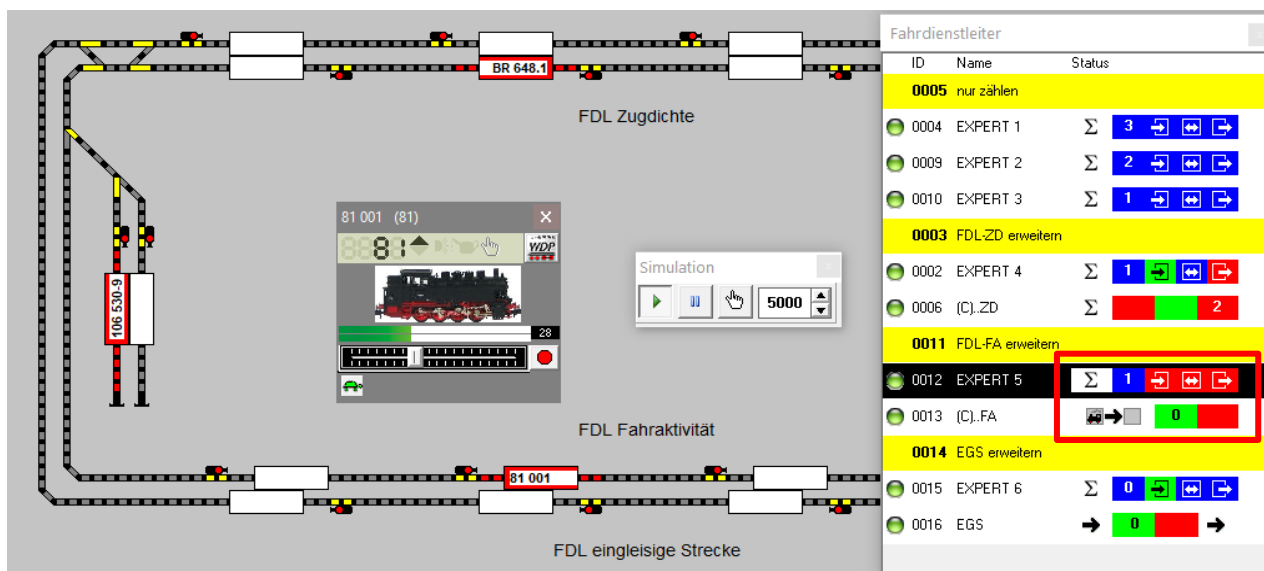 BR 648.1
FDL Zugdichte
106 530-9
81 001 (81)
81
WDP
28
Simulation
5000
FDL Fahraktivität
81 001
FDL eingleisige Strecke
Fahrdienstleiter
ID Name Status
0005 nur zählen
0004 EXPERT 1 Σ 3
0009 EXPERT 2 Σ 2
0010 EXPERT 3 Σ 1
0003 FDL-ZD erweitern
0002 EXPERT 4 Σ 1
0006 (C)..ZD Σ 2
0011 FDL-FA erweitern
0012 EXPERT 5 Σ 1
0013 (C)..FA 0
0014 EGS erweitern
0015 EXPERT 6 Σ 0
0016 EGS 0